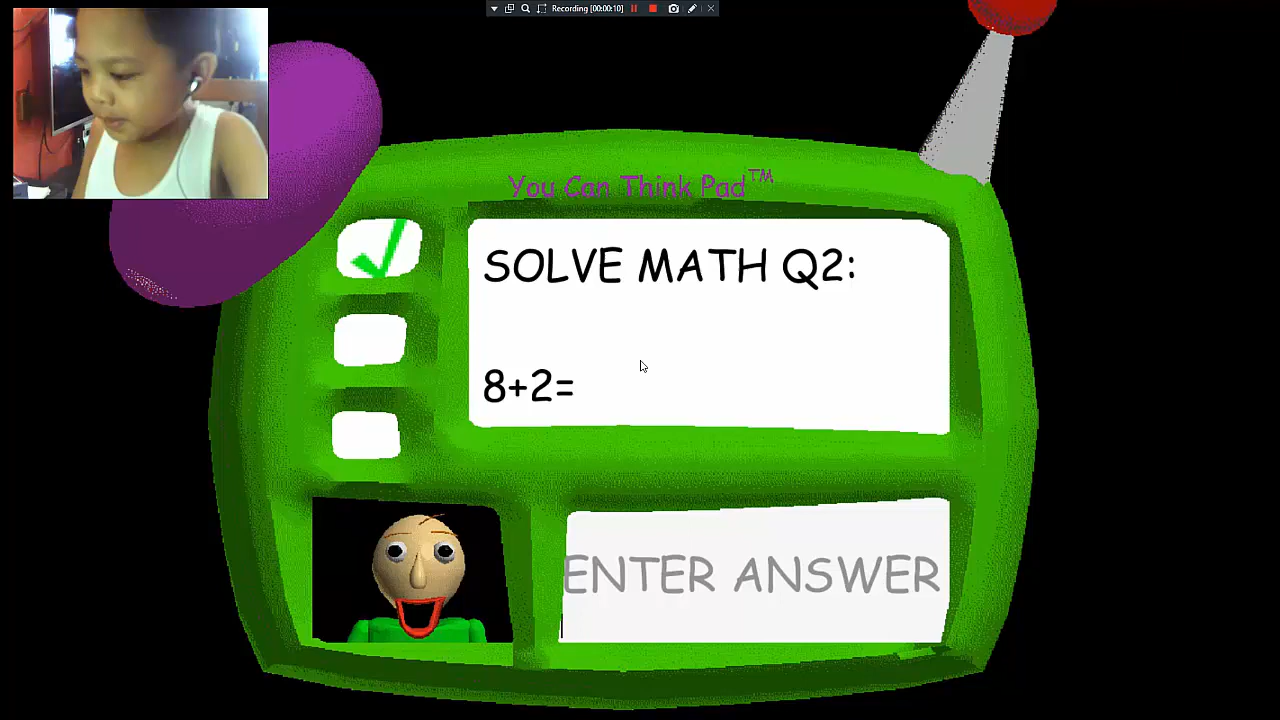 Recording [00:00:10]
You Can Think Pad™
SOLVE MATH Q2:
8+2=
ENTER ANSWER